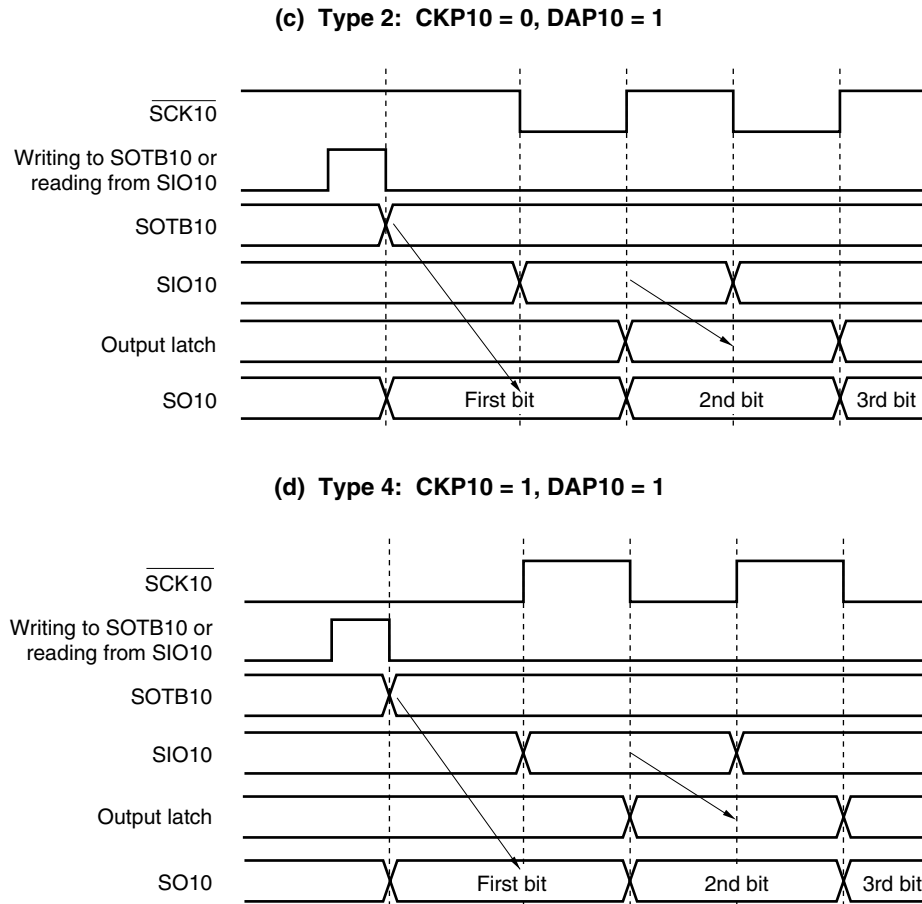 (c) Type 2: CKP10 = 0, DAP10 = 1
SCK10
Writing to SOTB10 or
reading from SIO10
SOTB10
SIO10
Output latch
SO10
First bit
2nd bit
3rd bit
(d) Type 4: CKP10 = 1, DAP10 = 1
SCK10
Writing to SOTB10 or
reading from SIO10
SOTB10
SIO10
Output latch
SO10
First bit
2nd bit
3rd bit